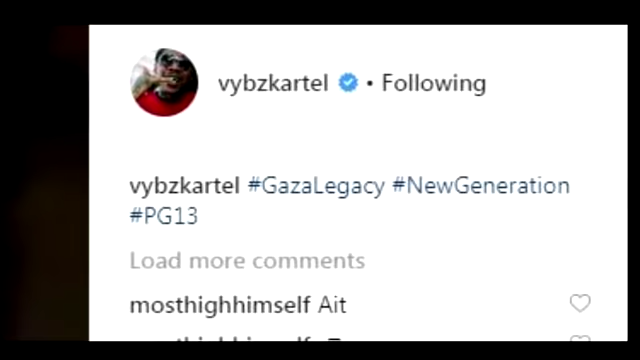 vybzkartel • Following
vybzkartel #GazaLegacy #NewGeneration
#PG13
Load more comments
mosthighhimself Ait